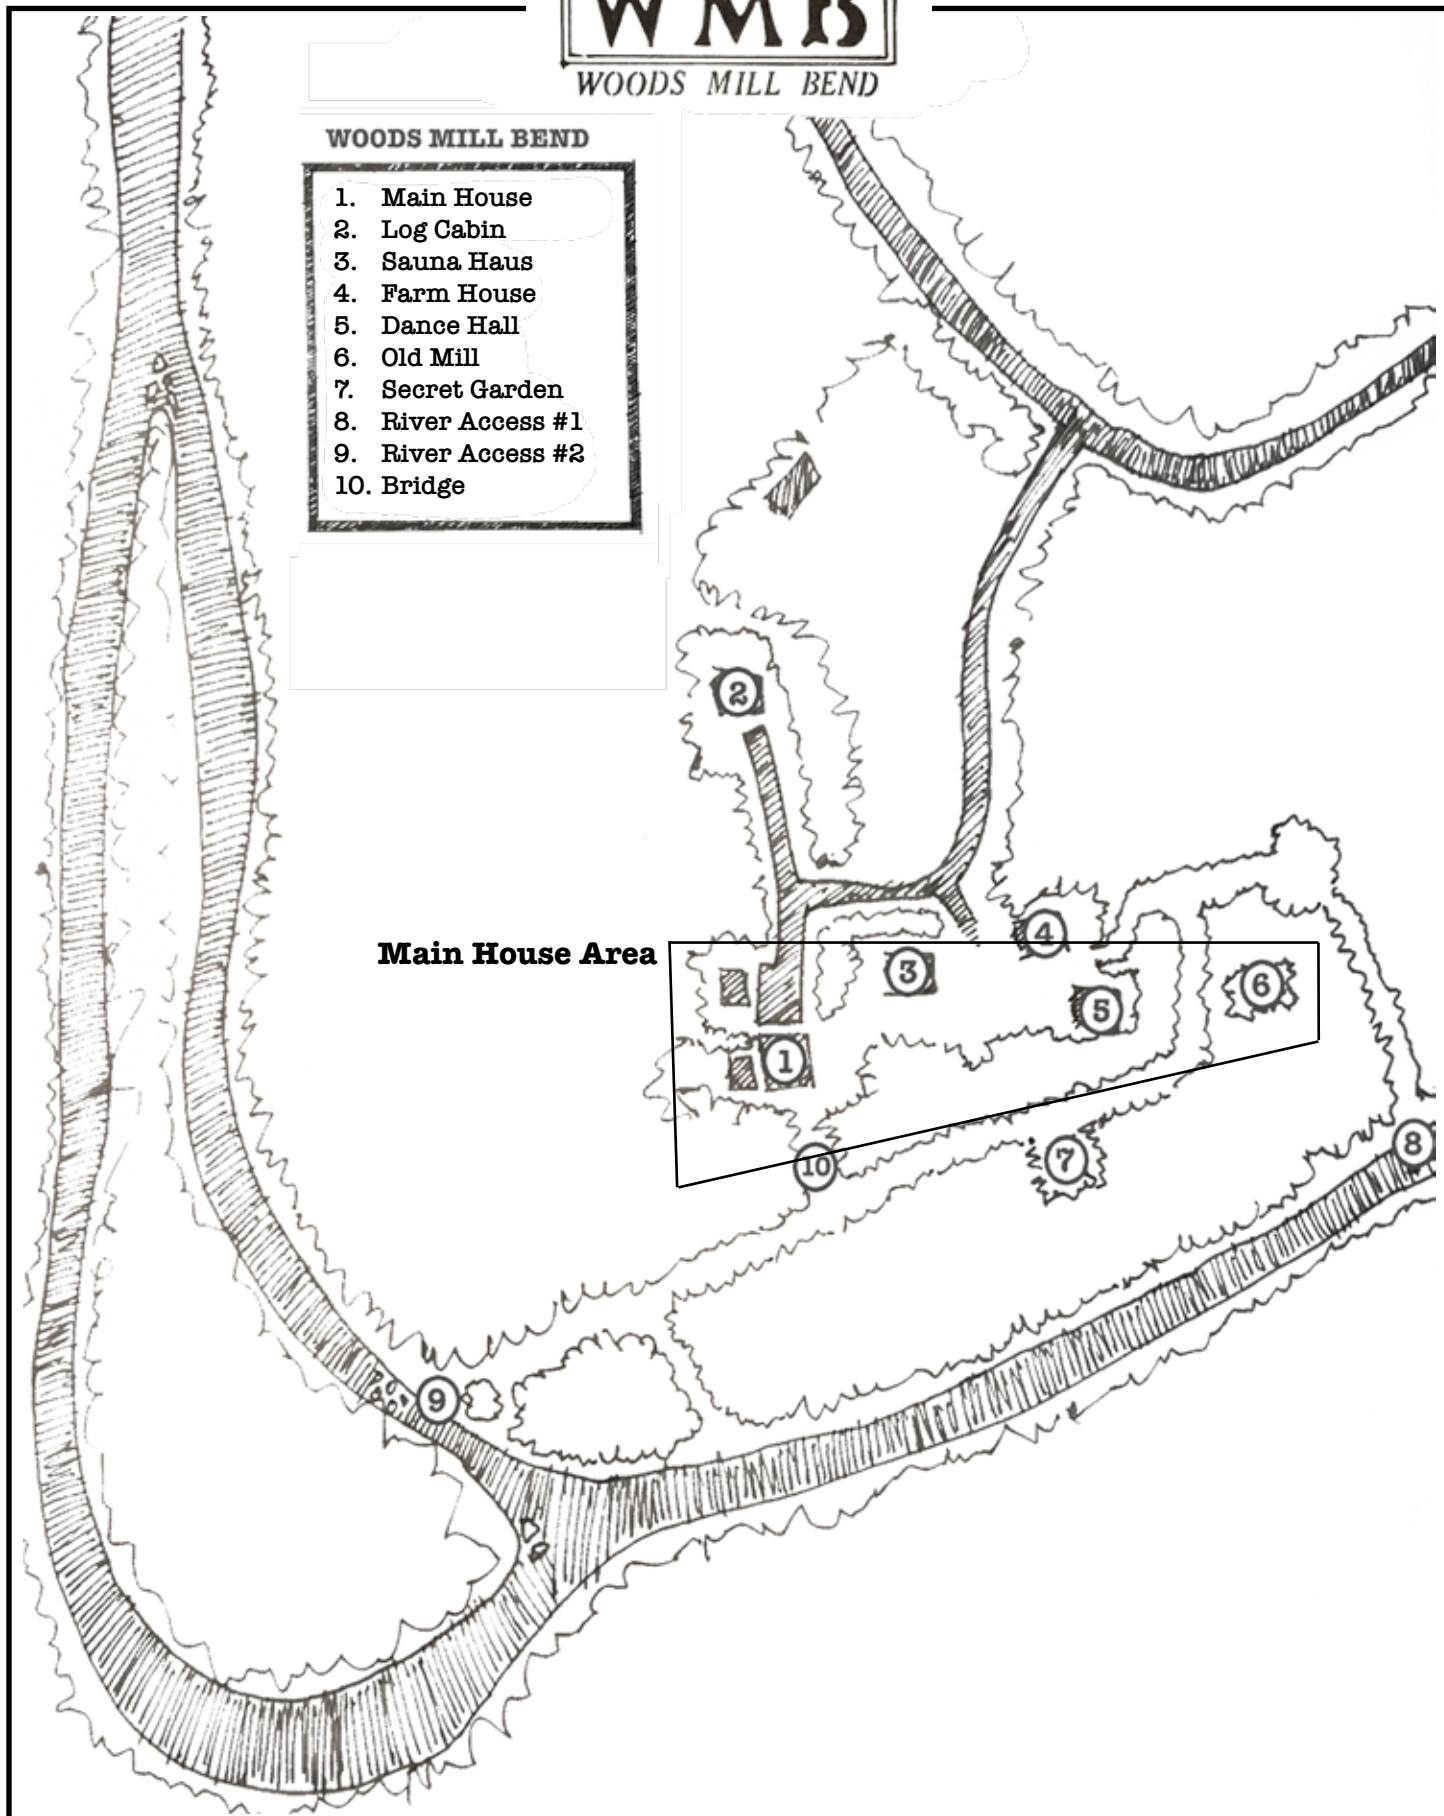 WMB
WOODS MILL BEND
WOODS MILL BEND
1. Main House
2. Log Cabin
3. Sauna Haus
4. Farm House
5. Dance Hall
6. Old Mill
7. Secret Garden
8. River Access #1
9. River Access #2
10. Bridge
2
4
Main House Area
3
6
5
1
8
7
10
9